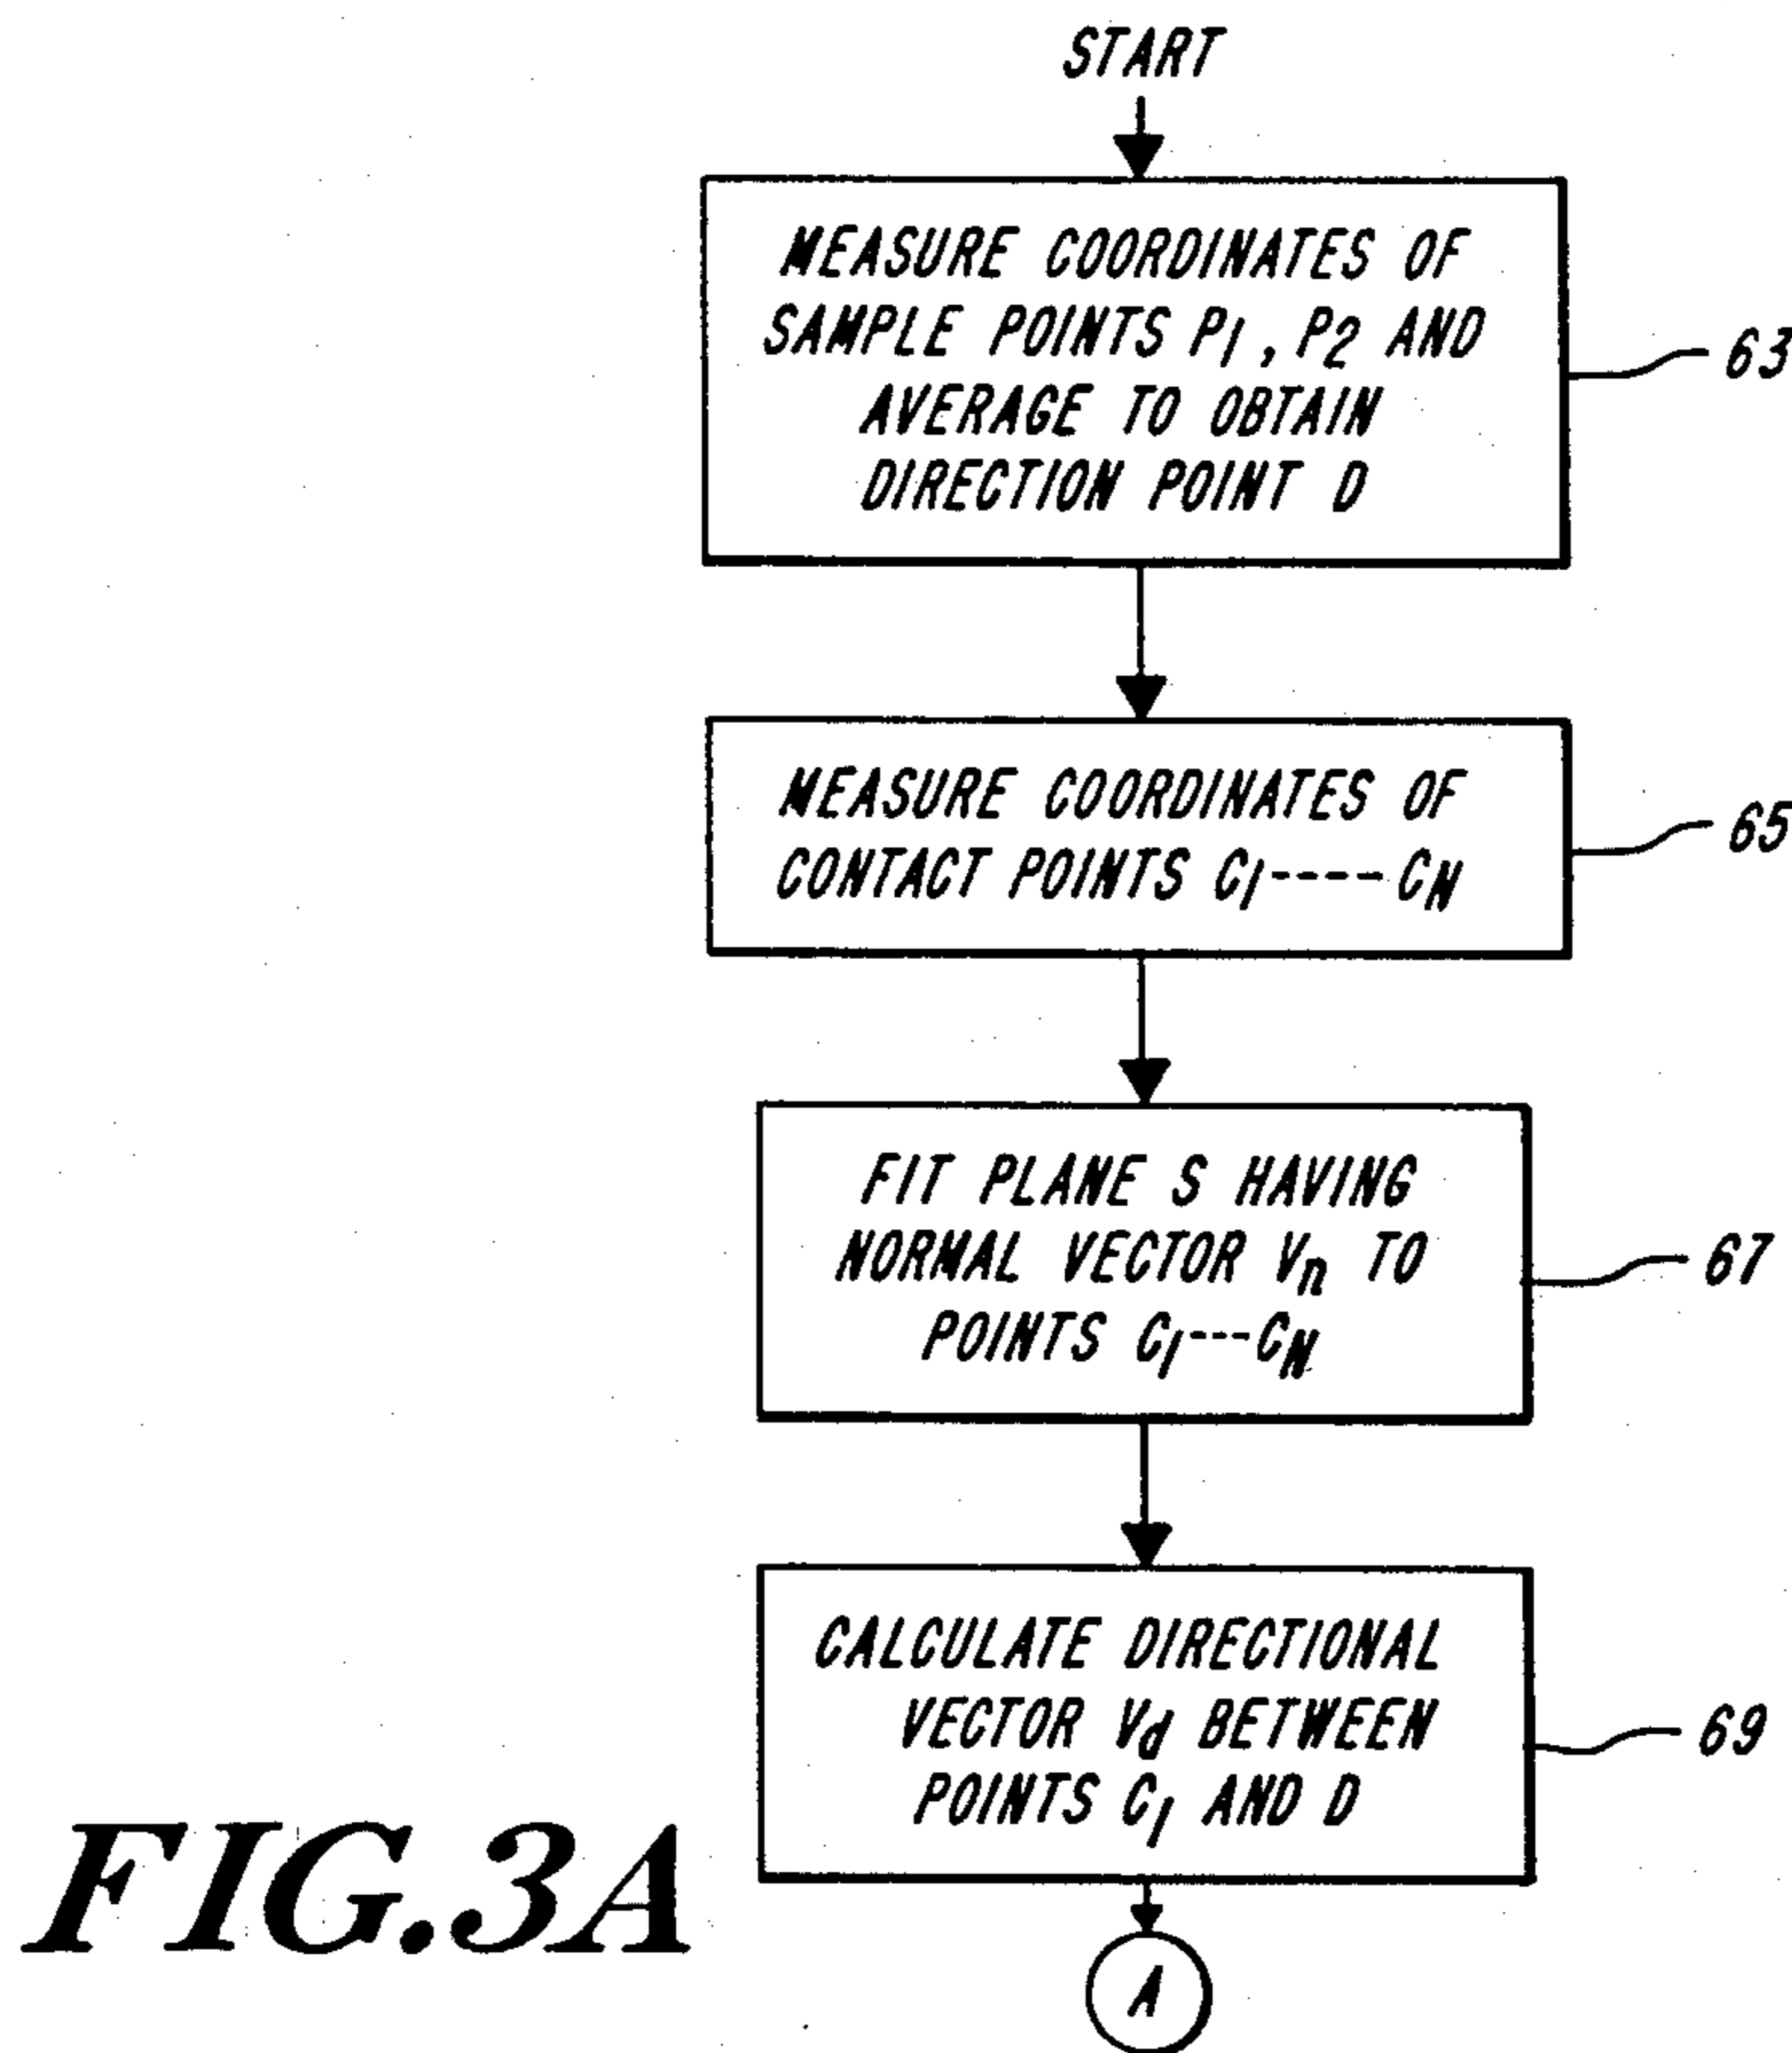 START
MEASURE COORDINATES OF
SAMPLE POINTS P1, P2 AND
AVERAGE TO OBTAIN
DIRECTION POINT D
63
MEASURE COORDINATES OF
CONTACT POINTS C1----CN
65
FIT PLANE S HAVING
NORMAL VECTOR Vn TO
POINTS C1---CN
67
CALCULATE DIRECTIONAL
VECTOR Vd BETWEEN
POINTS C1 AND D
69
A
FIG.3A